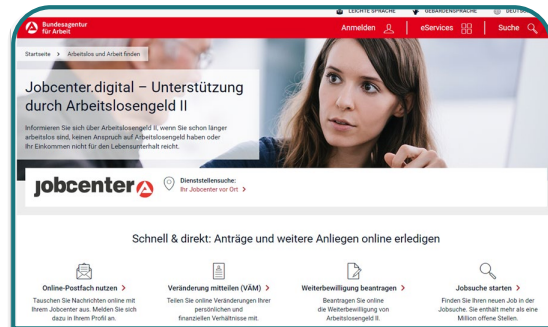 LEICHTE SPRACHE GEBÄRDENSPRACHE DEUTSCH
Bundesagentur
für Arbeit
Anmelden eServices Suche
Startseite > Arbeitslos und Arbeit finden
Jobcenter.digital – Unterstützung
durch Arbeitslosengeld II
Informieren Sie sich über Arbeitslosengeld II, wenn Sie schon länger
arbeitslos sind, keinen Anspruch auf Arbeitslosengeld haben oder
Ihr Einkommen nicht für den Lebensunterhalt reicht.
jobcenter
Dienststellensuche:
Ihr Jobcenter vor Ort >
Schnell & direkt: Anträge und weitere Anliegen online erledigen
Online-Postfach nutzen >
Tauschen Sie Nachrichten online mit
Ihrem Jobcenter aus. Melden Sie sich
dazu in Ihrem Profil an.
Veränderung mitteilen (VÄM) >
Teilen Sie online Veränderungen Ihrer
persönlichen und
finanziellen Verhältnisse mit.
Weiterbewilligung beantragen >
Beantragen Sie online
die Weiterbewilligung von
Arbeitslosengeld II.
Jobsuche starten >
Finden Sie Ihren neuen Job in der
Jobsuche. Sie enthält mehr als eine
Million offene Stellen.